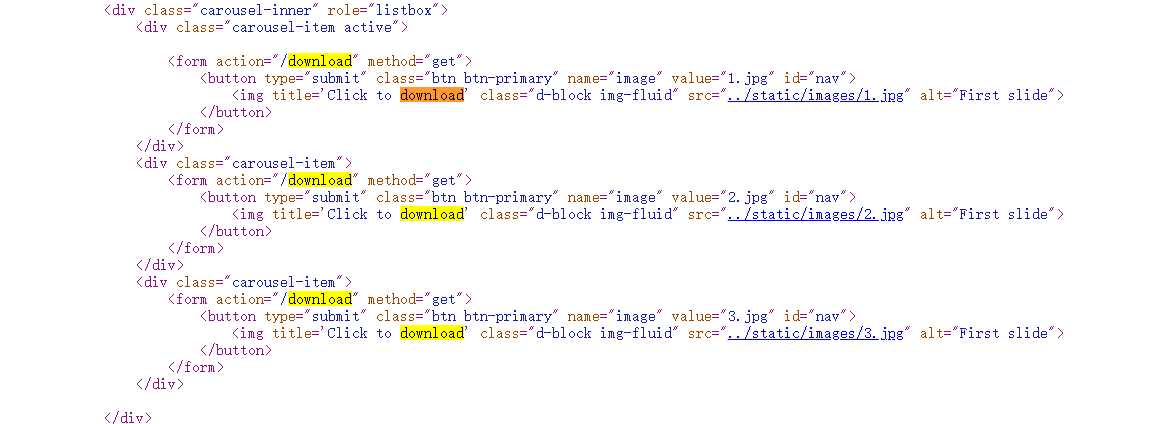 <div class="carousel-inner" role="listbox">
<div class="carousel-item active">
<form action="/download" method="get">
<button type="submit" class="btn btn-primary" name="image" value="1.jpg" id="nav">
<img title='Click to download' class="d-block img-fluid" src="../static/images/1.jpg" alt="First slide">
</button>
</form>
</div>
<div class="carousel-item">
<form action="/download" method="get">
<button type="submit" class="btn btn-primary" name="image" value="2.jpg" id="nav">
<img title='Click to download' class="d-block img-fluid" src="../static/images/2.jpg" alt="First slide">
</button>
</form>
</div>
<div class="carousel-item">
<form action="/download" method="get">
<button type="submit" class="btn btn-primary" name="image" value="3.jpg" id="nav">
<img title='Click to download' class="d-block img-fluid" src="../static/images/3.jpg" alt="First slide">
</button>
</form>
</div>
</div>